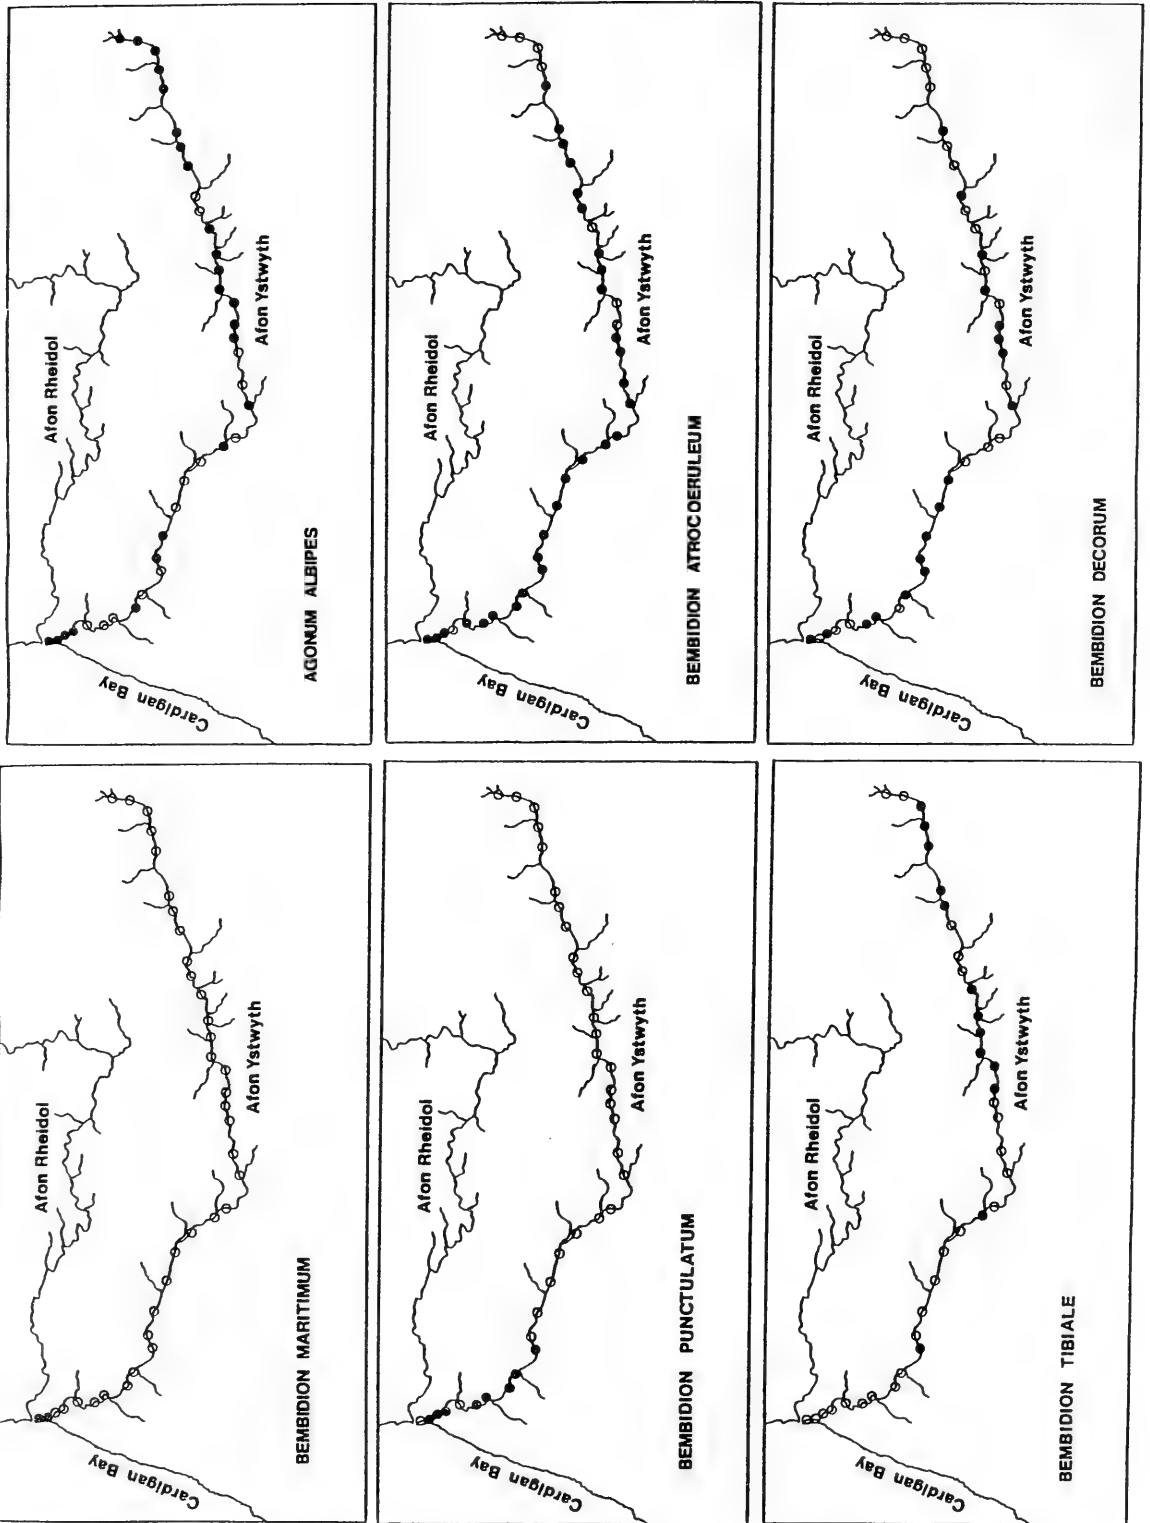 Afon Rheidol
Afon Ystwyth
Cardigan Bay
AGONUM ALBIPES
Afon Rheidol
Afon Ystwyth
Cardigan Bay
BEMBIDION ATROCOERULEUM
Afon Rheidol
Afon Ystwyth
Cardigan Bay
BEMBIDION DECORUM
Afon Rheidol
Afon Ystwyth
Cardigan Bay
BEMBIDION MARITIMUM
Afon Rheidol
Afon Ystwyth
Cardigan Bay
BEMBIDION PUNCTULATUM
Afon Rheidol
Afon Ystwyth
Cardigan Bay
BEMBIDION TIBIALE